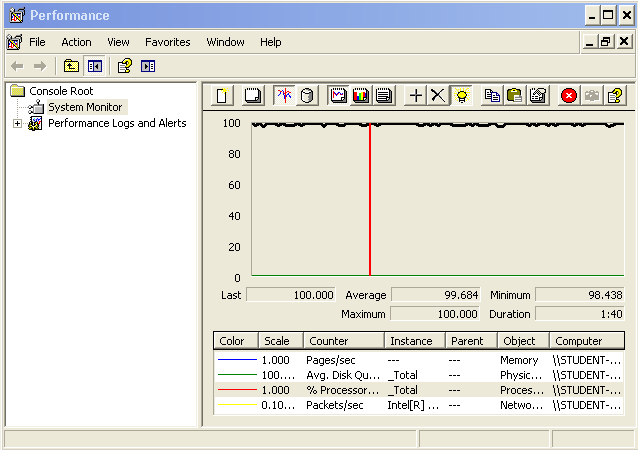 Performance
File Action View Favorites Window Help
Console Root
System Monitor
Performance Logs and Alerts
100
80
60
40
20
0
Last 100.000 Average 99.684 Minimum 98.438
Maximum 100.000 Duration 1:40
Color Scale Counter Instance Parent Object Computer
1.000 Pages/sec --- --- Memory \\STUDENT-...
100.... Avg. Disk Qu... _Total --- Physic... \\STUDENT-...
1.000 % Processor... _Total --- Proces... \\STUDENT-...
0.10... Packets/sec Intel[R] ... --- Netwo... \\STUDENT-...